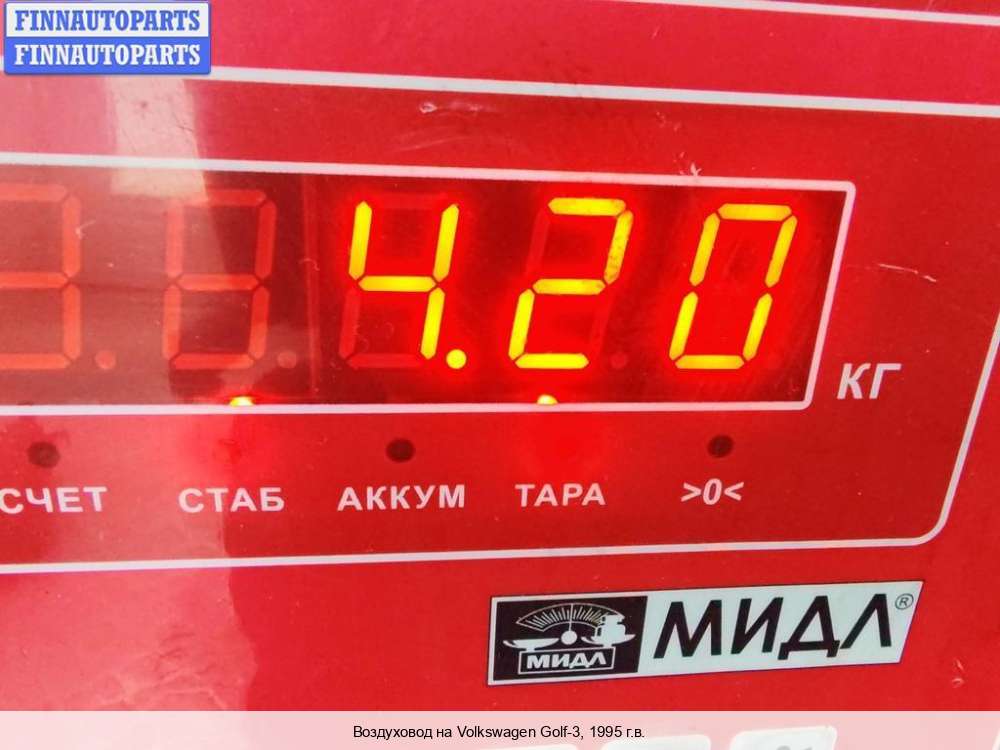 FINNAUTOPARTS
FINNAUTOPARTS
4.20
КГ
СЧЕТ СТАБ АККУМ ТАРА >0<
МИДЛ МИДЛ®
Воздуховод на Volkswagen Golf-3, 1995 г.в.